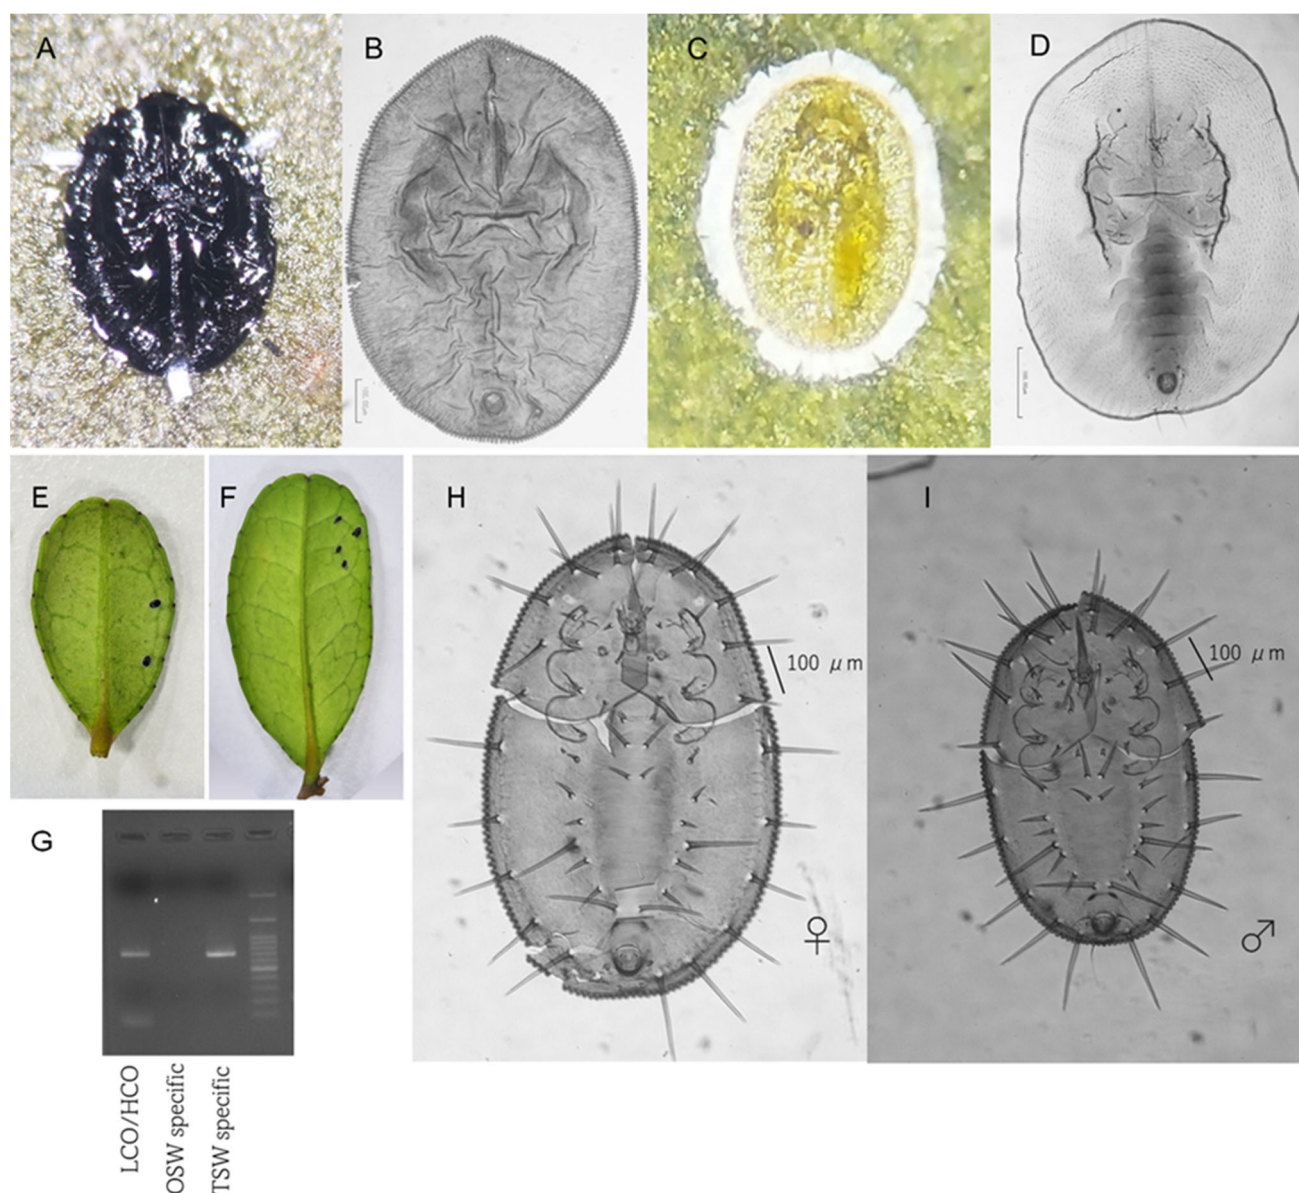 A
B
C
D
E
F
H
I
100 μm
100 μm
♀
♂
G
LCO/HCO
OSW specific
TSW specific